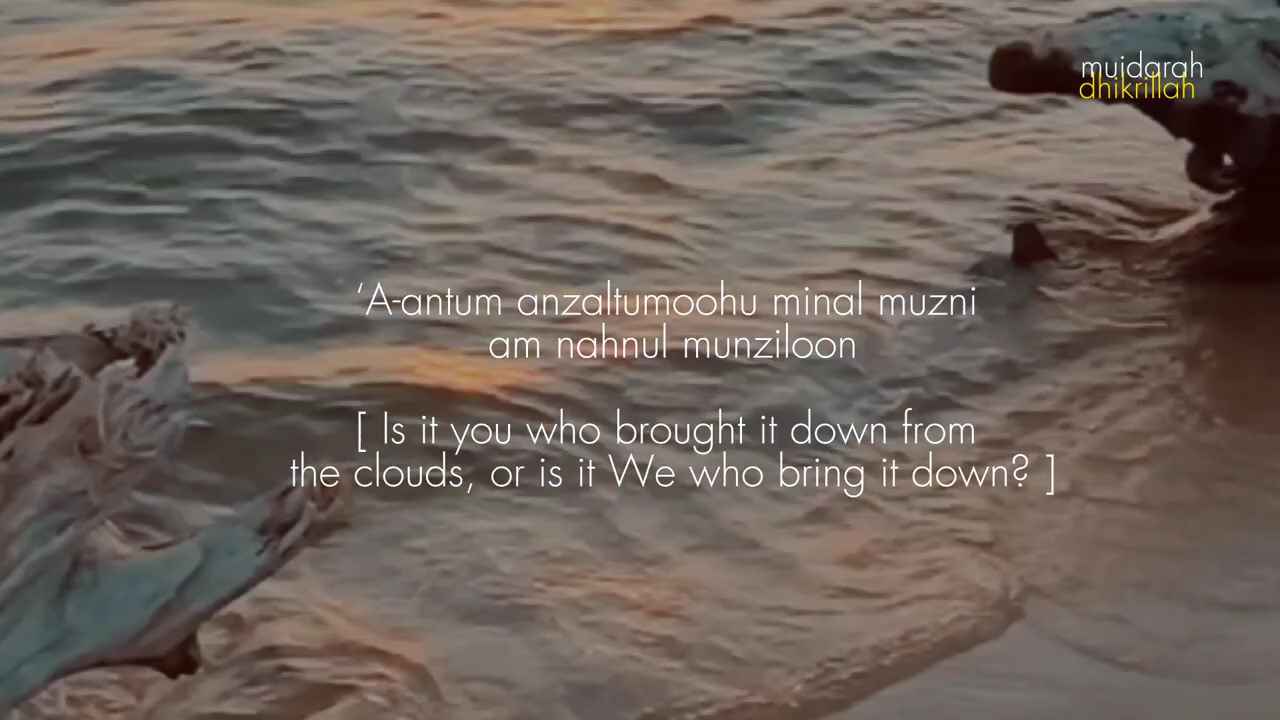 mujdarah
dhikrillah
‘A-antum anzaltumoohu minal muzni
am nahnul munziloon
[ Is it you who brought it down from
the clouds, or is it We who bring it down? ]